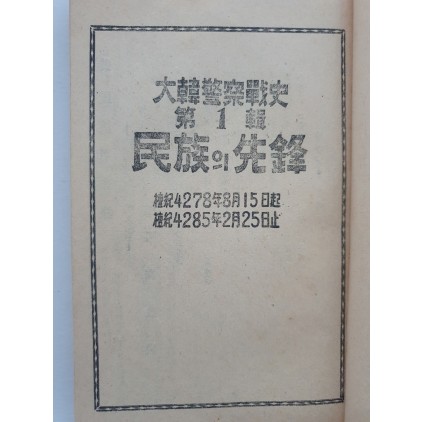 大韓警察戰史
第1輯
民族의先鋒
檀紀4278年8月15日起
檀紀4285年2月25日止